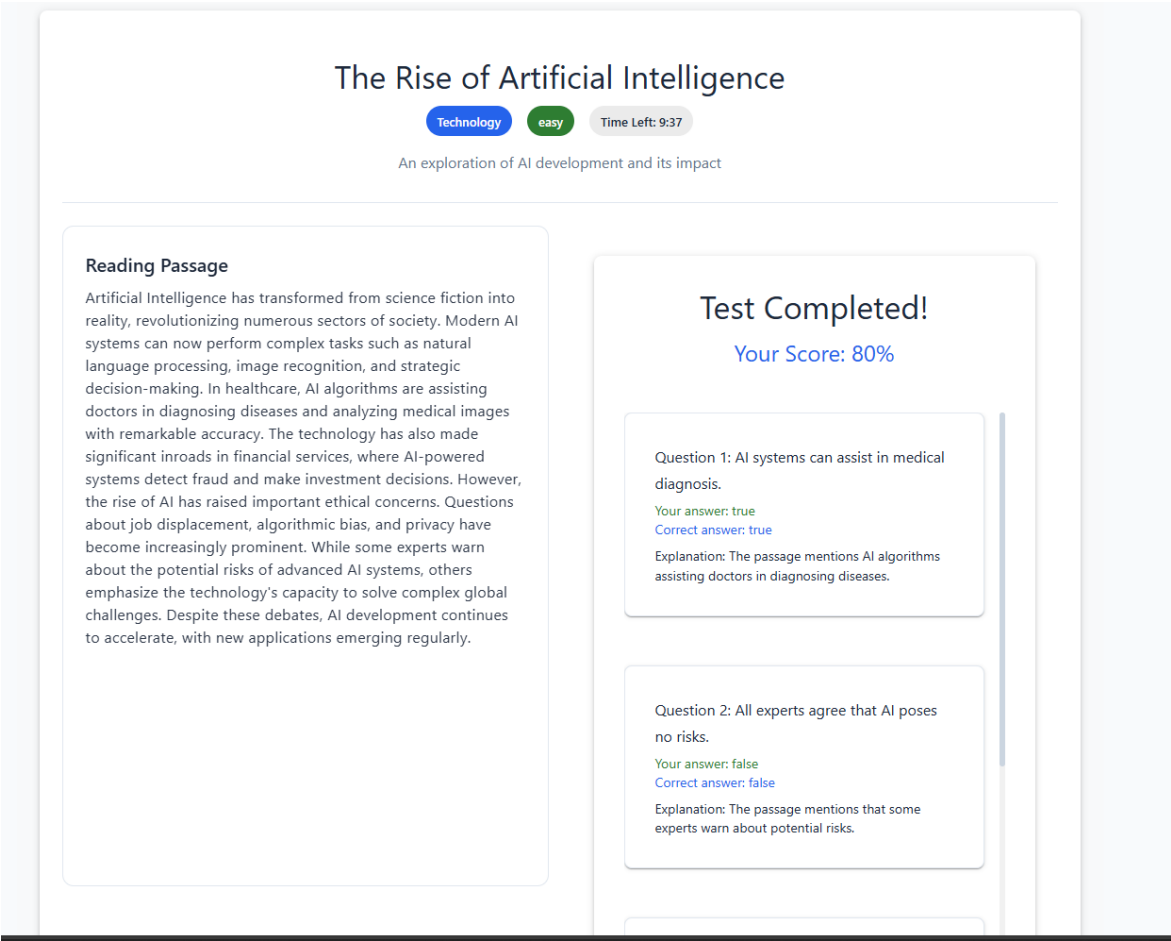 The Rise of Artificial Intelligence
Technology
easy
Time Left: 9:37
An exploration of AI development and its impact
Reading Passage
Artificial Intelligence has transformed from science fiction into
reality, revolutionizing numerous sectors of society. Modern AI
systems can now perform complex tasks such as natural
language processing, image recognition, and strategic
decision-making. In healthcare, AI algorithms are assisting
doctors in diagnosing diseases and analyzing medical images
with remarkable accuracy. The technology has also made
significant inroads in financial services, where AI-powered
systems detect fraud and make investment decisions. However,
the rise of AI has raised important ethical concerns. Questions
about job displacement, algorithmic bias, and privacy have
become increasingly prominent. While some experts warn
about the potential risks of advanced AI systems, others
emphasize the technology's capacity to solve complex global
challenges. Despite these debates, AI development continues
to accelerate, with new applications emerging regularly.
Test Completed!
Your Score: 80%
Question 1: AI systems can assist in medical
diagnosis.
Your answer: true
Correct answer: true
Explanation: The passage mentions AI algorithms
assisting doctors in diagnosing diseases.
Question 2: All experts agree that AI poses
no risks.
Your answer: false
Correct answer: false
Explanation: The passage mentions that some
experts warn about potential risks.